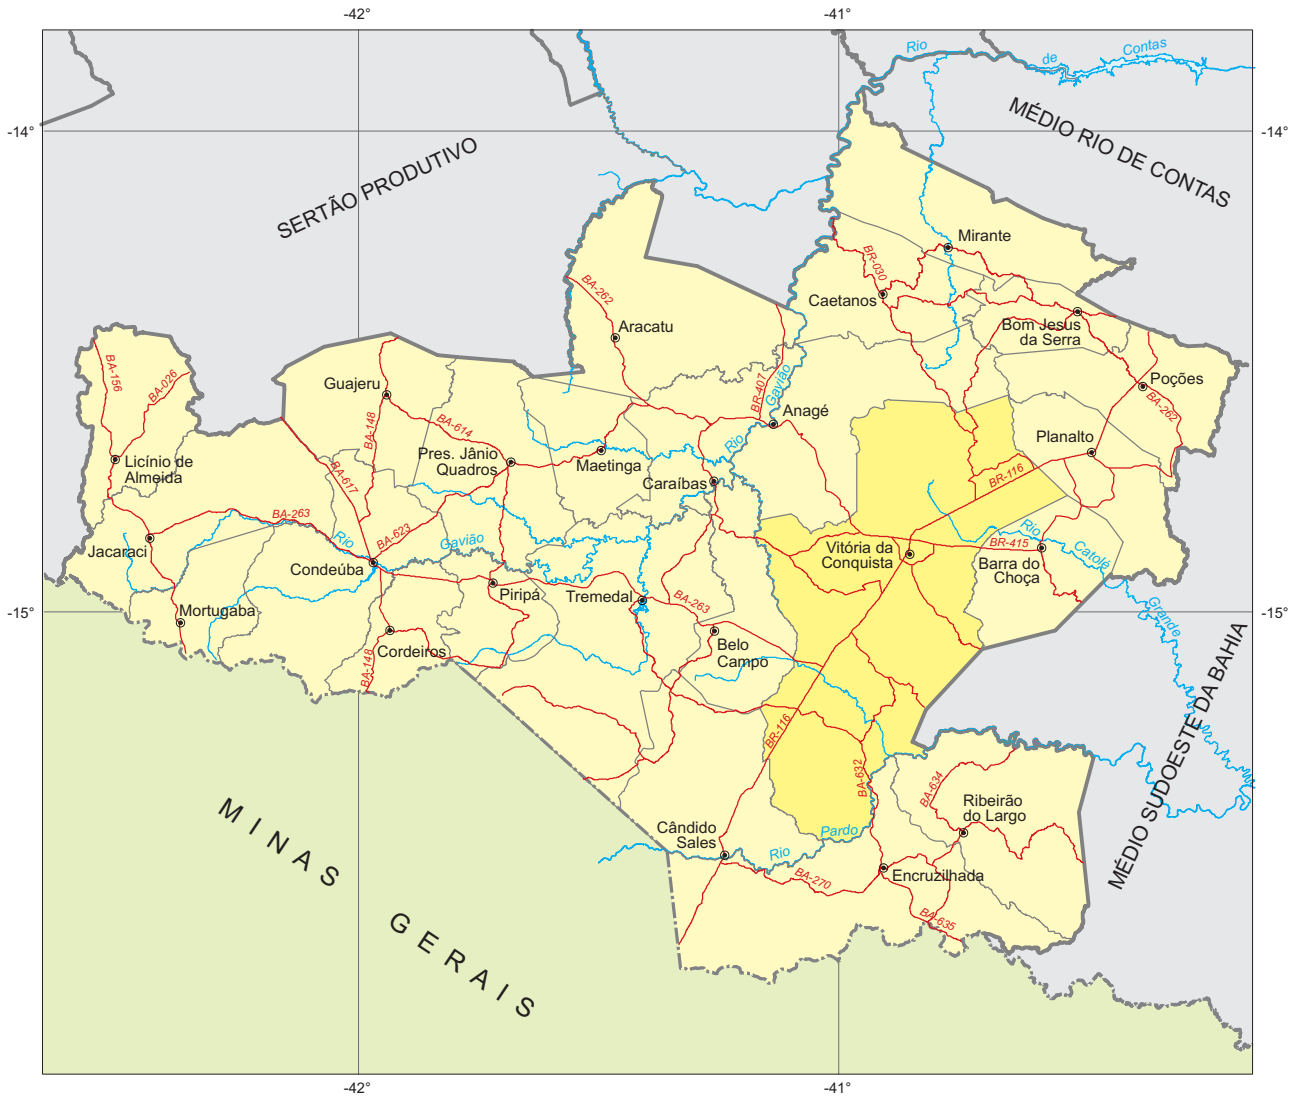 -42°
-41°
Rio
de
Contas
-14°
-14°
MÉDIO RIO DE CONTAS
SERTÃO PRODUTIVO
Mirante
BR-030
BA-262
Caetanos
Aracatu
Bom Jesus
da Serra
BA-156
BA-026
Guajeru
BR-407
Gavião
Poções
BA-262
Anagé
BA-148
BA-614
Planalto
Rio
Licínio de
Almeida
Pres. Jânio
Quadros
Maetinga
BA-617
Caraíbas
BR-116
BA-263
Rio
BA-623
Gavião
Rio
Catolé
Jacaraci
BR-415
Vitória da
Conquista
Barra do
Choça
Condeúba
Piripá
Tremedal
BA-263
Grande
Mortugaba
-15°
-15°
Cordeiros
BA-148
Belo
Campo
MÉDIO SUDOESTE DA BAHIA
BR-116
BA-632
BA-634
Ribeirão
do Largo
MINAS
GERAIS
Cândido
Sales
Pardo
Rio
BA-270
Encruzilhada
BA-635
-42°
-41°